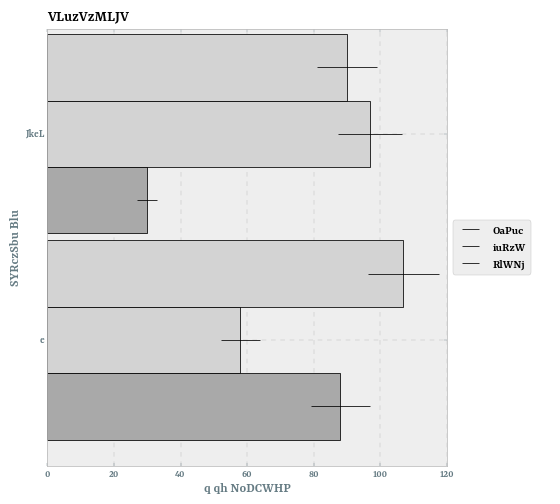 VLuzVzMLJV
JkcL
c
SYRczSbu Blu
0 20 40 60 80 100 120
q qh NoDCWHP
OaPuc
iuRzW
RlWNj